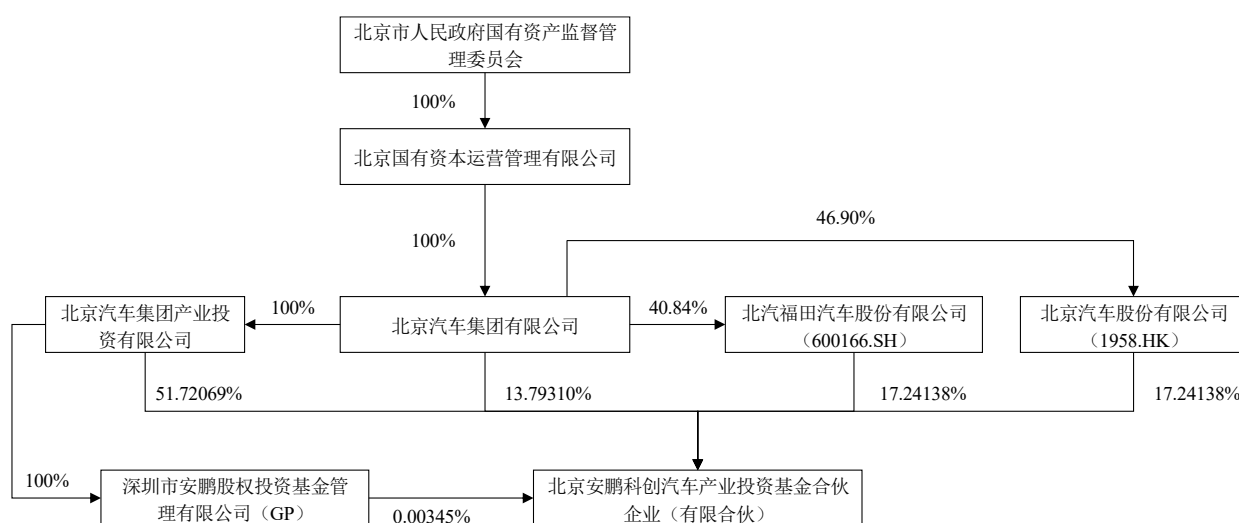 北京市人民政府国有资产监督管
理委员会
100%
北京国有资本运营管理有限公司
46.90%
100%
北京汽车集团产业投
资有限公司
100%
北京汽车集团有限公司
40.84%
北汽福田汽车股份有限公司
（600166.SH）
北京汽车股份有限公司
（1958.HK）
51.72069%
13.79310%
17.24138%
17.24138%
100%
深圳市安鹏股权投资基金管
理有限公司（GP）
0.00345%
北京安鹏科创汽车产业投资基金合伙
企业（有限合伙）